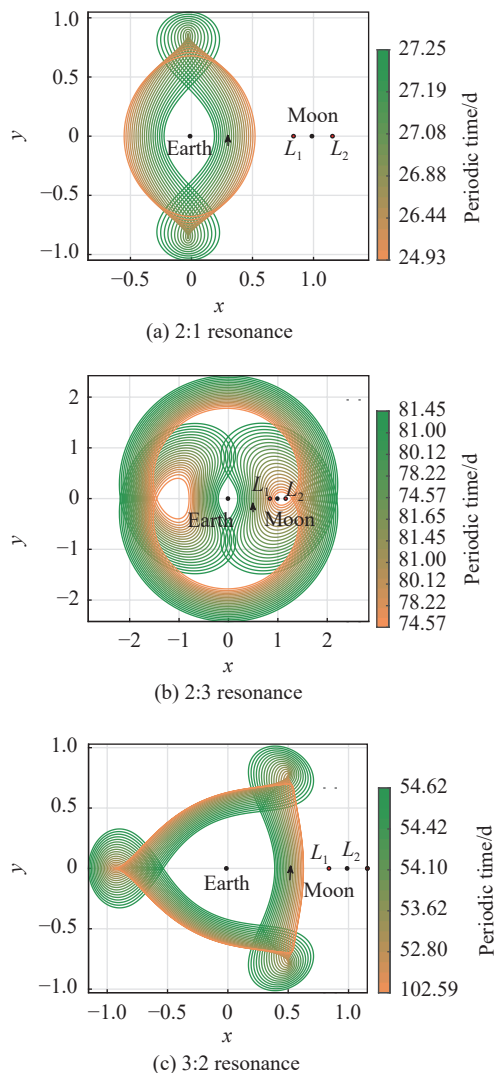 1.0
0.5
y
0
−0.5
−1.0
Earth
Moon
L1
L2
−0.5
0
0.5
1.0
x
27.25
27.19
27.08
26.88
26.44
24.93
Periodic time/d
(a) 2:1 resonance
2
1
y
0
−1
−2
Earth
L1
L2
Moon
−2
−1
0
1
2
x
81.45
81.00
80.12
78.22
74.57
81.65
81.45
81.00
80.12
78.22
74.57
Periodic time/d
(b) 2:3 resonance
1.0
0.5
y
0
−0.5
−1.0
Earth
L1
L2
Moon
−1.0
−0.5
0
0.5
1.0
x
54.62
54.42
54.10
53.62
52.80
102.59
Periodic time/d
(c) 3:2 resonance